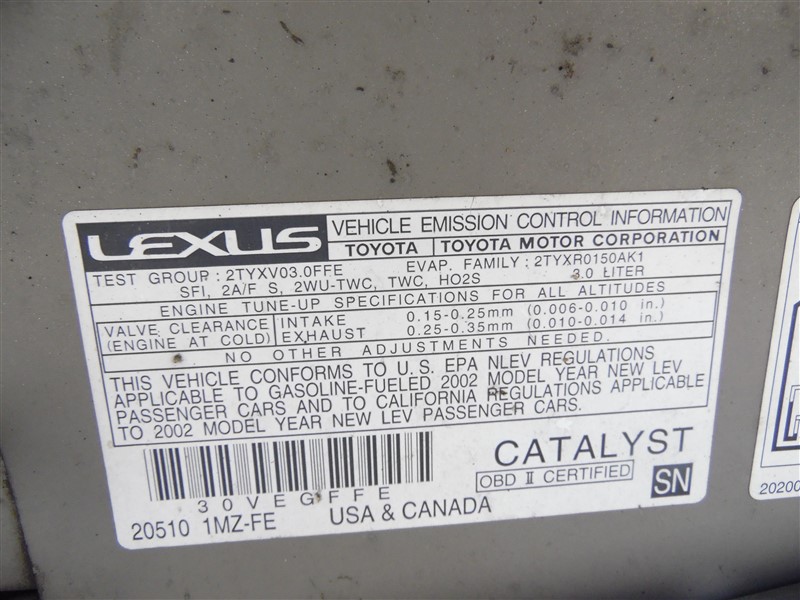 LEXUS VEHICLE EMISSION CONTROL INFORMATION
TOYOTA TOYOTA MOTOR CORPORATION
TEST GROUP : 2TYXV03.0FFE EVAP. FAMILY : 2TYXR0150AK1
SFI, 2A/F S, 2WU-TWC, TWC, HO2S 3.0 LITER
ENGINE TUNE-UP SPECIFICATIONS FOR ALL ALTITUDES
VALVE CLEARANCE INTAKE 0.15-0.25mm (0.006-0.010 in.)
(ENGINE AT COLD) EXHAUST 0.25-0.35mm (0.010-0.014 in.)
NO OTHER ADJUSTMENTS NEEDED.
THIS VEHICLE CONFORMS TO U.S. EPA NLEV REGULATIONS
APPLICABLE TO GASOLINE-FUELED 2002 MODEL YEAR NEW LEV
PASSENGER CARS AND TO CALIFORNIA REGULATIONS APPLICABLE
TO 2002 MODEL YEAR NEW LEV PASSENGER CARS.
CATALYST
OBD II CERTIFIED
SN
30VEGFFE
20510 1MZ-FE USA & CANADA
20200